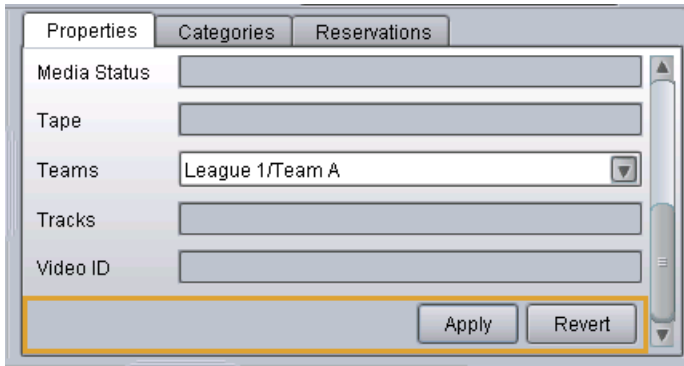 Properties Categories Reservations
Media Status
Tape
Teams League 1/Team A
Tracks
Video ID
Apply Revert